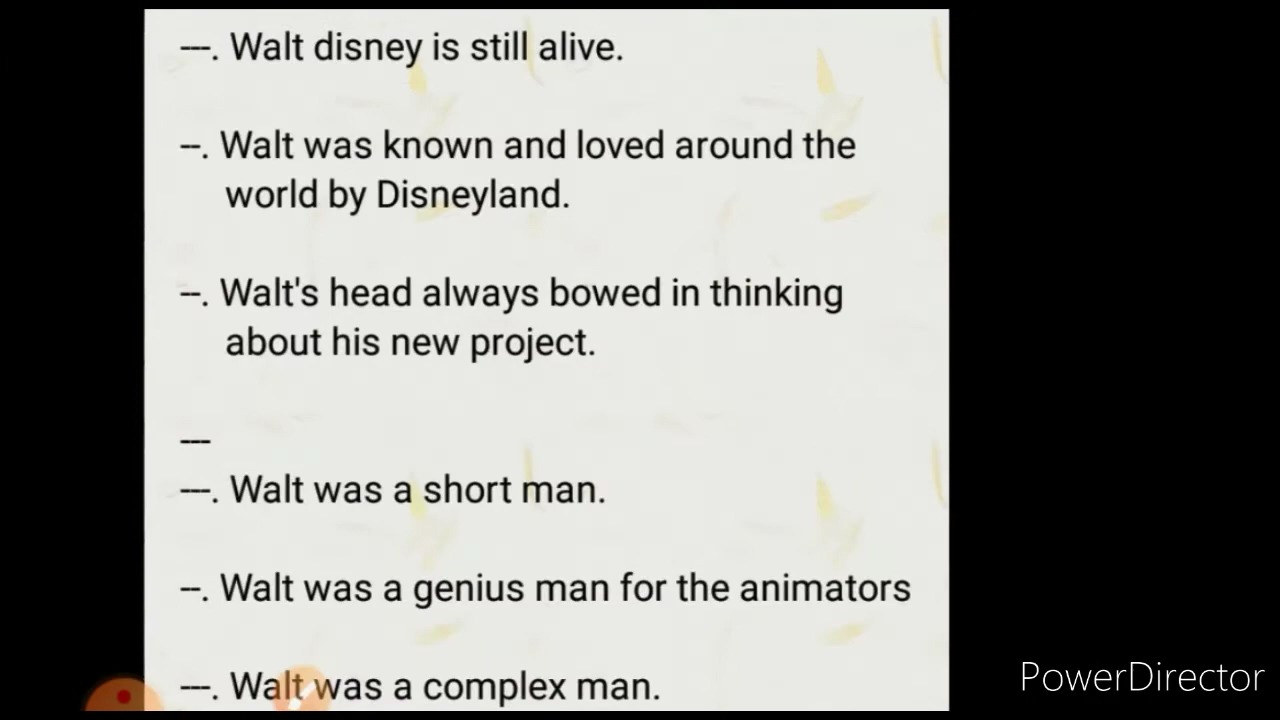 ---. Walt disney is still alive.
--. Walt was known and loved around the
world by Disneyland.
--. Walt's head always bowed in thinking
about his new project.
---
---. Walt was a short man.
--. Walt was a genius man for the animators
---. Walt was a complex man.
PowerDirector